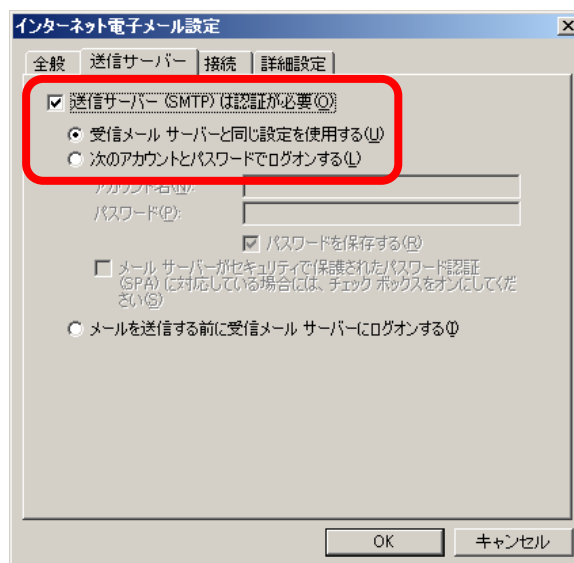 インターネット電子メール設定
全般 送信サーバー 接続 詳細設定
送信サーバー (SMTP) は認証が必要(O)
受信メール サーバーと同じ設定を使用する(U)
次のアカウントとパスワードでログオンする(L)
アカウント名(N):
パスワード(P):
パスワードを保存する(R)
メール サーバーがセキュリティで保護されたパスワード認証
(SPA) に対応している場合には、チェック ボックスをオンにしてくだ
さい(S)
メールを送信する前に受信メール サーバーにログオンする(I)
OK キャンセル